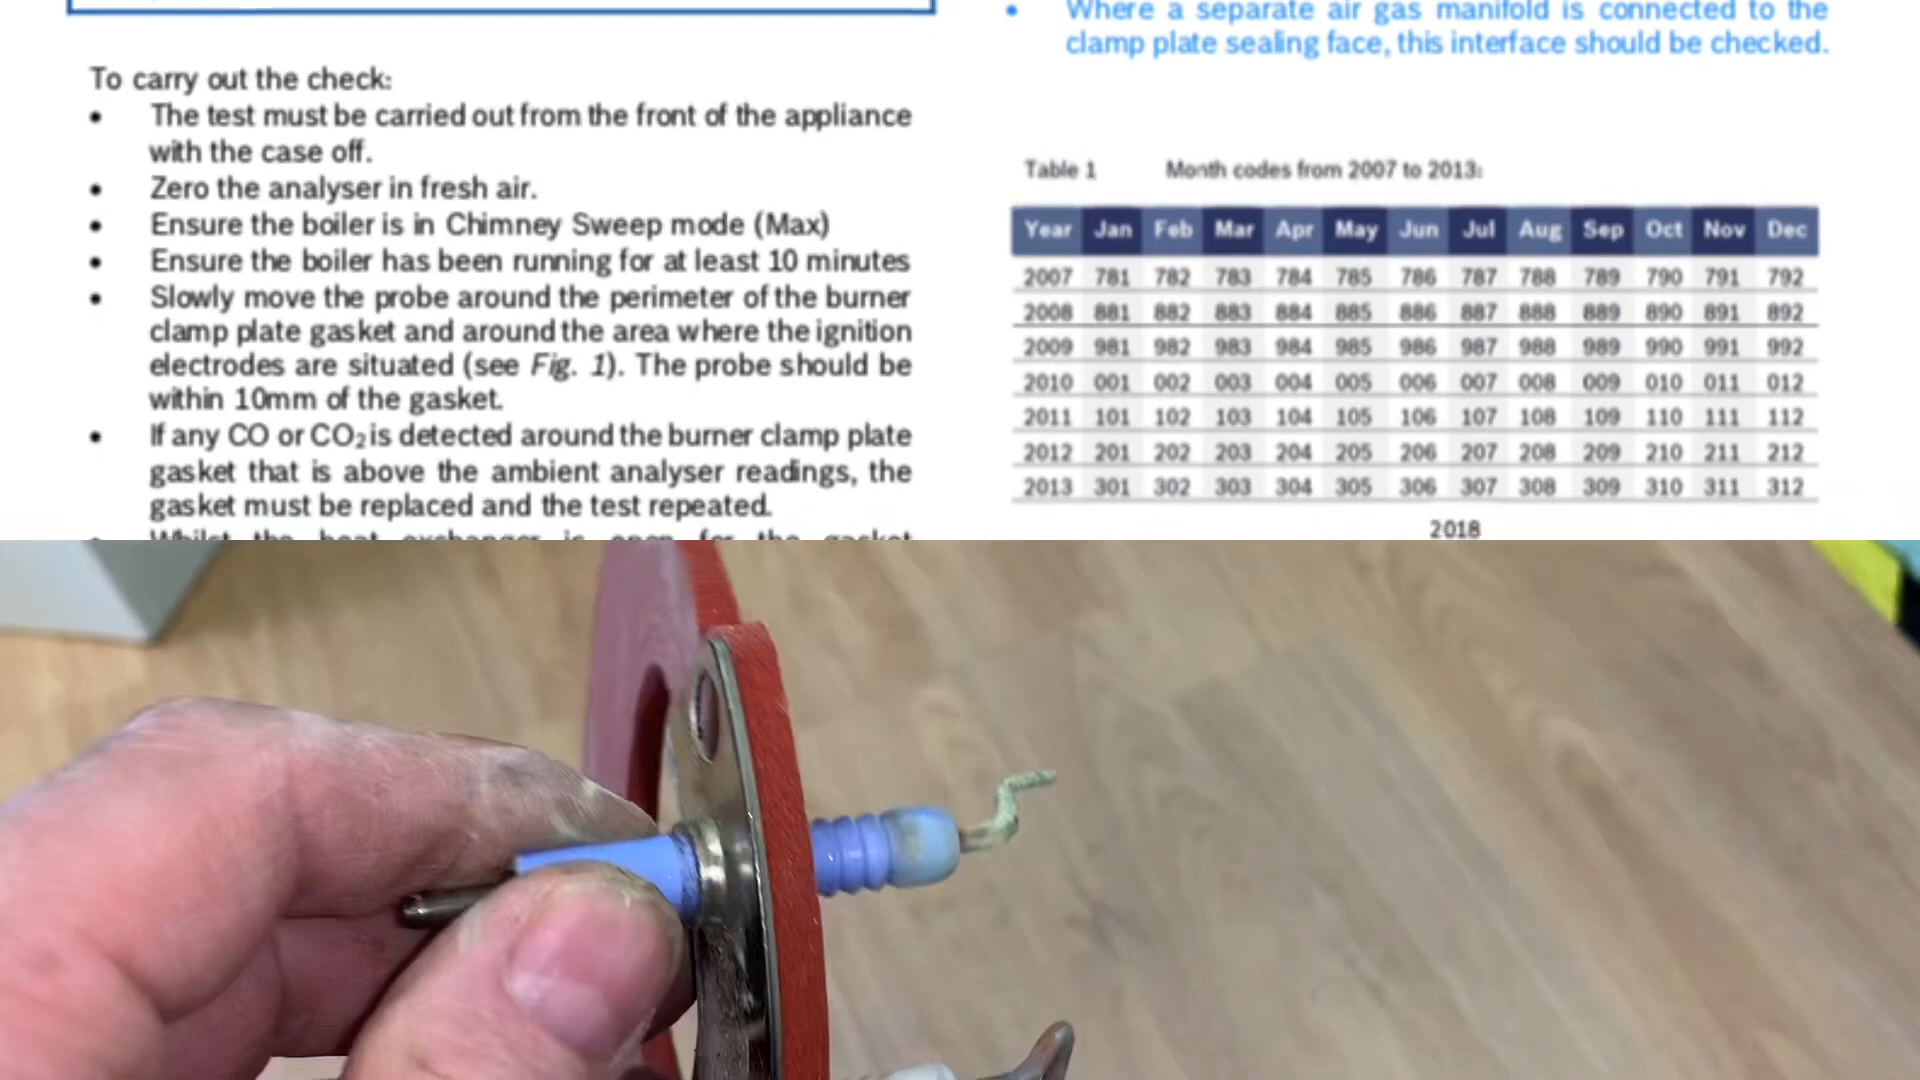 Where a separate air gas manifold is connected to the
clamp plate sealing face, this interface should be checked.
To carry out the check:
• The test must be carried out from the front of the appliance
with the case off.
• Zero the analyser in fresh air.
• Ensure the boiler is in Chimney Sweep mode (Max)
• Ensure the boiler has been running for at least 10 minutes
• Slowly move the probe around the perimeter of the burner
clamp plate gasket and around the area where the ignition
electrodes are situated (see Fig. 1). The probe should be
within 10mm of the gasket.
• If any CO or CO₂ is detected around the burner clamp plate
gasket that is above the ambient analyser readings, the
gasket must be replaced and the test repeated.
Whilst the heat exchanger is open for the gasket
Table 1 Month codes from 2007 to 2013:
Year Jan Feb Mar Apr May Jun Jul Aug Sep Oct Nov Dec
2007 781 782 783 784 785 786 787 788 789 790 791 792
2008 881 882 883 884 885 886 887 888 889 890 891 892
2009 981 982 983 984 985 986 987 988 989 990 991 992
2010 001 002 003 004 005 006 007 008 009 010 011 012
2011 101 102 103 104 105 106 107 108 109 110 111 112
2012 201 202 203 204 205 206 207 208 209 210 211 212
2013 301 302 303 304 305 306 307 308 309 310 311 312
2018